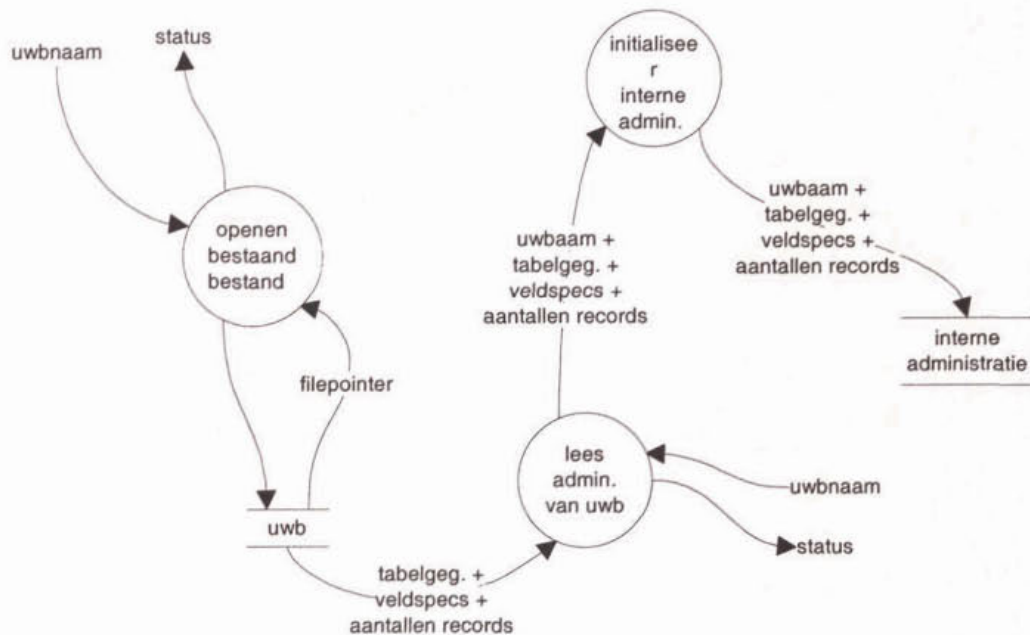 uwbnaam
status
openen
bestaand
bestand
filepointer
uwb
tabelgeg. +
veldspecs +
aantallen records
lees
admin.
van uwb
uwbnaam
status
uwbaam +
tabelgeg. +
veldspecs +
aantallen records
initialisee
r
interne
admin.
uwbaam +
tabelgeg. +
veldspecs +
aantallen records
interne
administratie